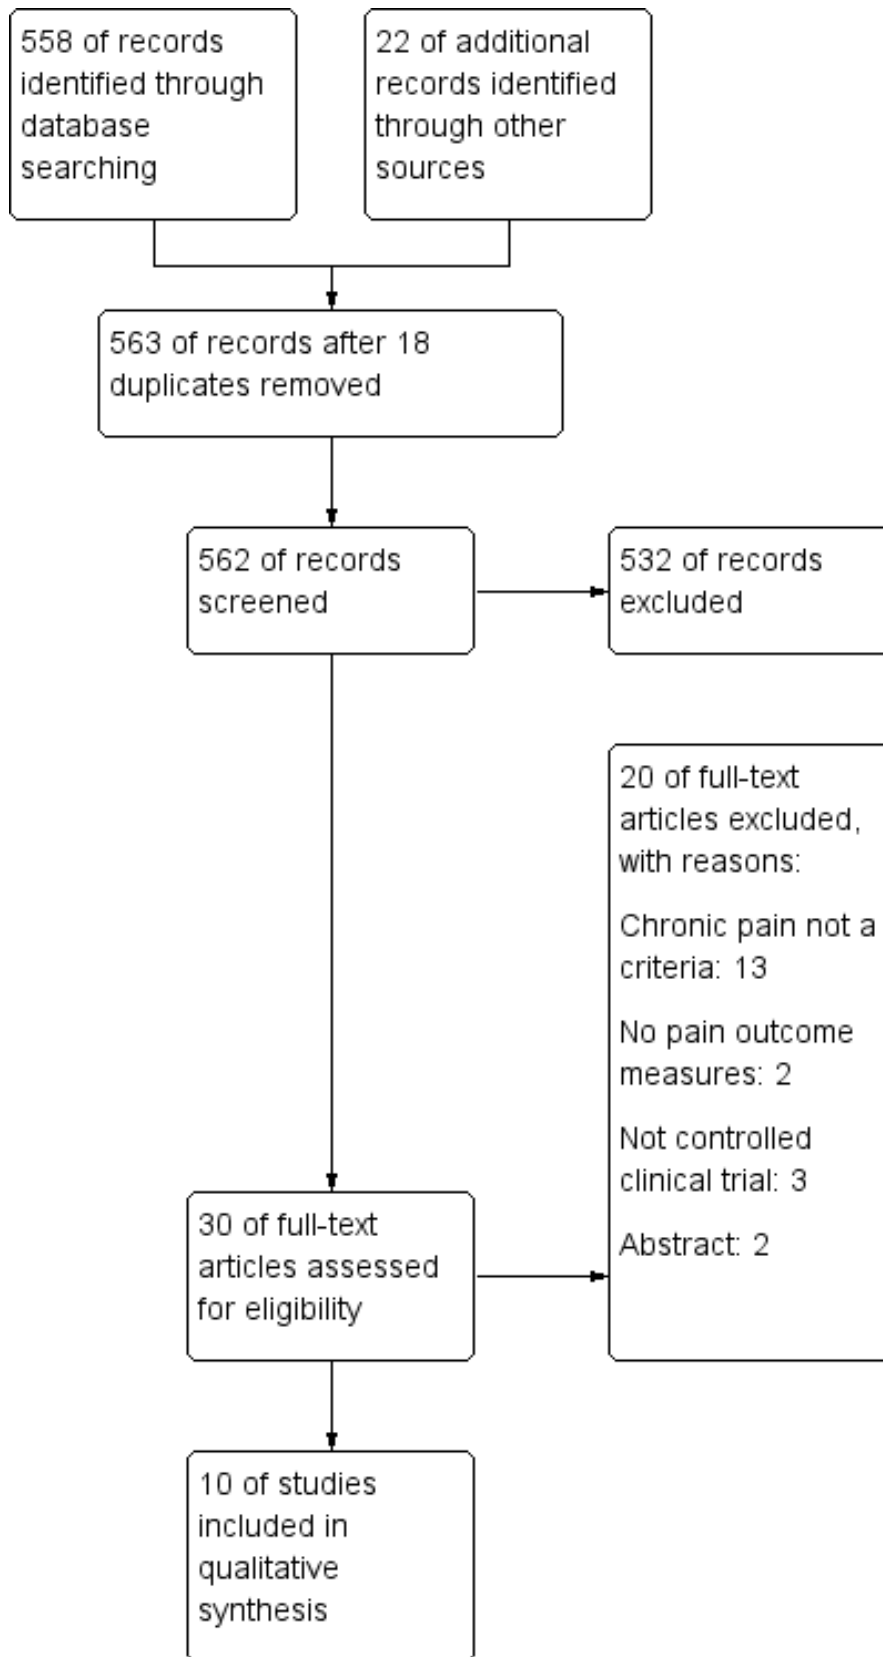 558 of records
identified through
database
searching
22 of additional
records identified
through other
sources
563 of records after 18
duplicates removed
562 of records
screened
532 of records
excluded
20 of full-text
articles excluded,
with reasons:
Chronic pain not a
criteria: 13
No pain outcome
measures: 2
Not controlled
clinical trial: 3
Abstract: 2
30 of full-text
articles assessed
for eligibility
10 of studies
included in
qualitative
synthesis